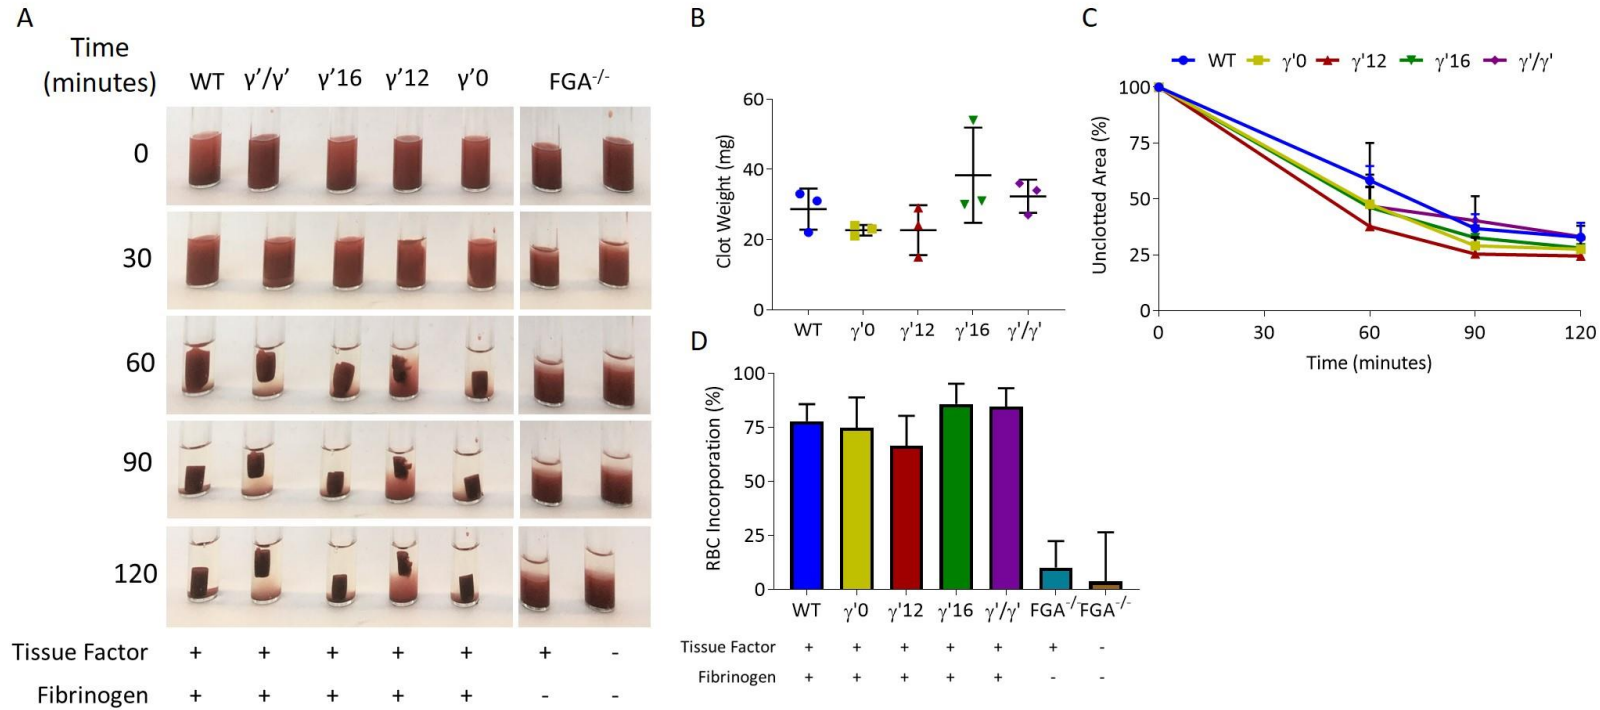 A
Time
(minutes)
WT γ'/γ' γ'16 γ'12 γ'0 FGA-/-
0
30
60
90
120
Tissue Factor + + + + + + -
Fibrinogen + + + + + - -
B
Clot Weight (mg)
60
40
20
0
WT γ'0 γ'12 γ'16 γ'/γ'
C
WT γ'0 γ'12 γ'16 γ'/γ'
Unclotted Area (%)
100
75
50
25
0
0 30 60 90 120
Time (minutes)
D
RBC Incorporation (%)
100
75
50
25
0
WT γ'0 γ'12 γ'16 γ'/γ' FGA-/- FGA-/-
Tissue Factor + + + + + + -
Fibrinogen + + + + + - -